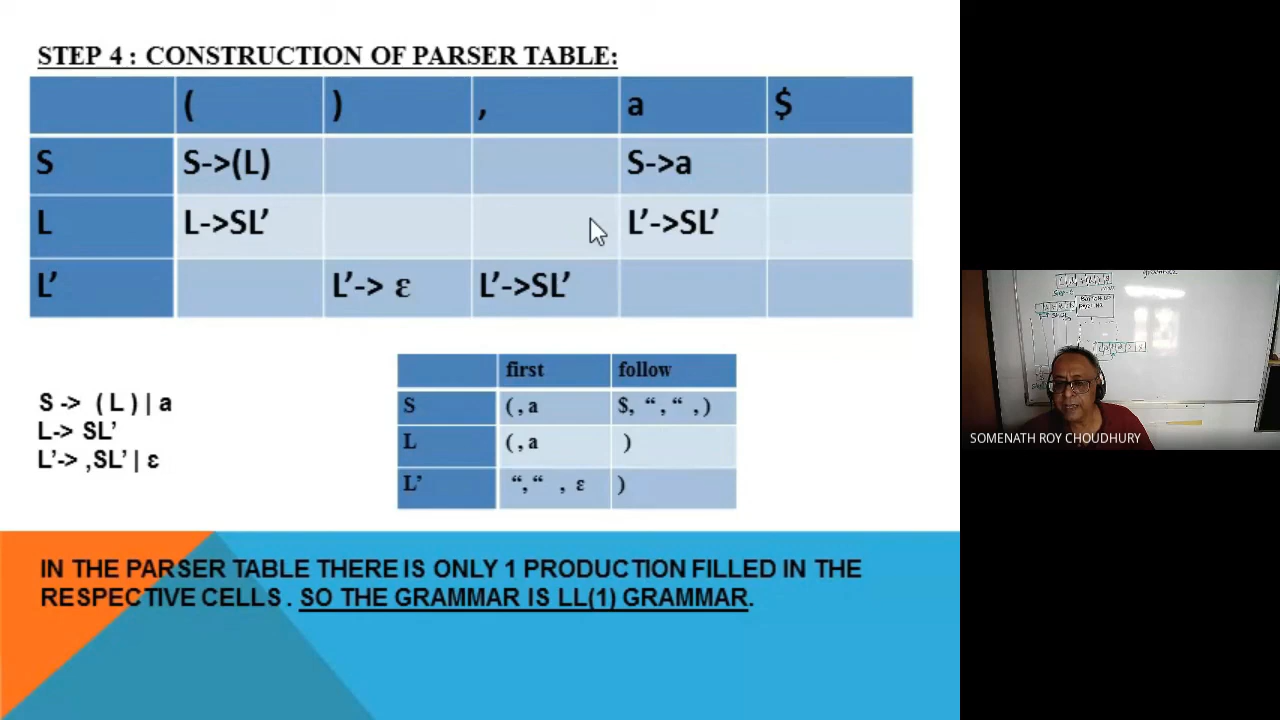 STEP 4 : CONSTRUCTION OF PARSER TABLE:
( ) , a $
S S->(L) S->a
L L->SL’ L’->SL’
L’ L’-> ε L’->SL’
first follow
S -> ( L ) | a
L-> SL’
L’-> ,SL’ | ε
S ( , a $, “ , “ , )
L ( , a )
L’ “, “ , ε )
IN THE PARSER TABLE THERE IS ONLY 1 PRODUCTION FILLED IN THE
RESPECTIVE CELLS . SO THE GRAMMAR IS LL(1) GRAMMAR.
SOMENATH ROY CHOUDHURY